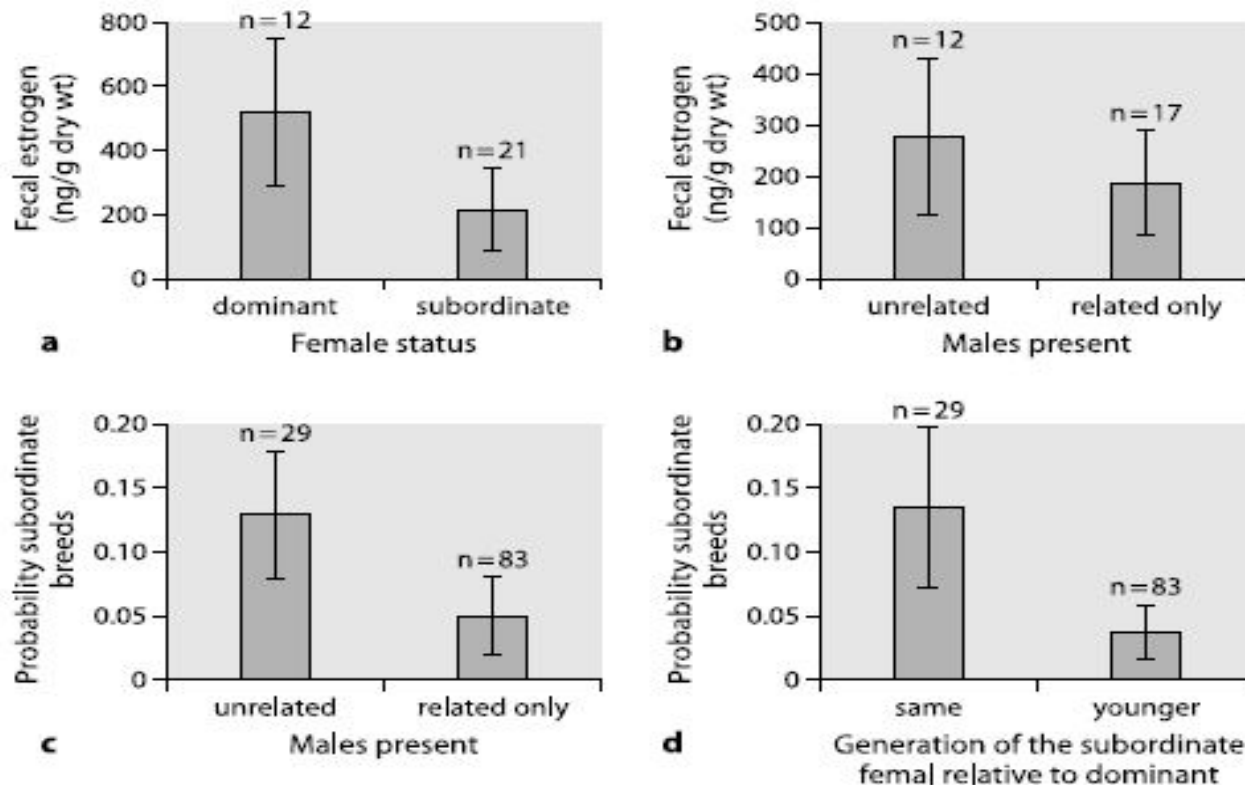 800
600
400
200
0
Fecal estrogen
(ng/g dry wt)
n=12
n=21
dominant
subordinate
a
Female status
500
400
300
200
100
0
Fecal estrogen
(ng/g dry wt)
n=12
n=17
unrelated
related only
b
Males present
0.20
0.15
0.10
0.05
0
Probability subordinate
breeds
n=29
n=83
unrelated
related only
c
Males present
0.20
0.15
0.10
0.05
0
Probability subordinate
breeds
n=29
n=83
same
younger
d
Generation of the subordinate
femal relative to dominant